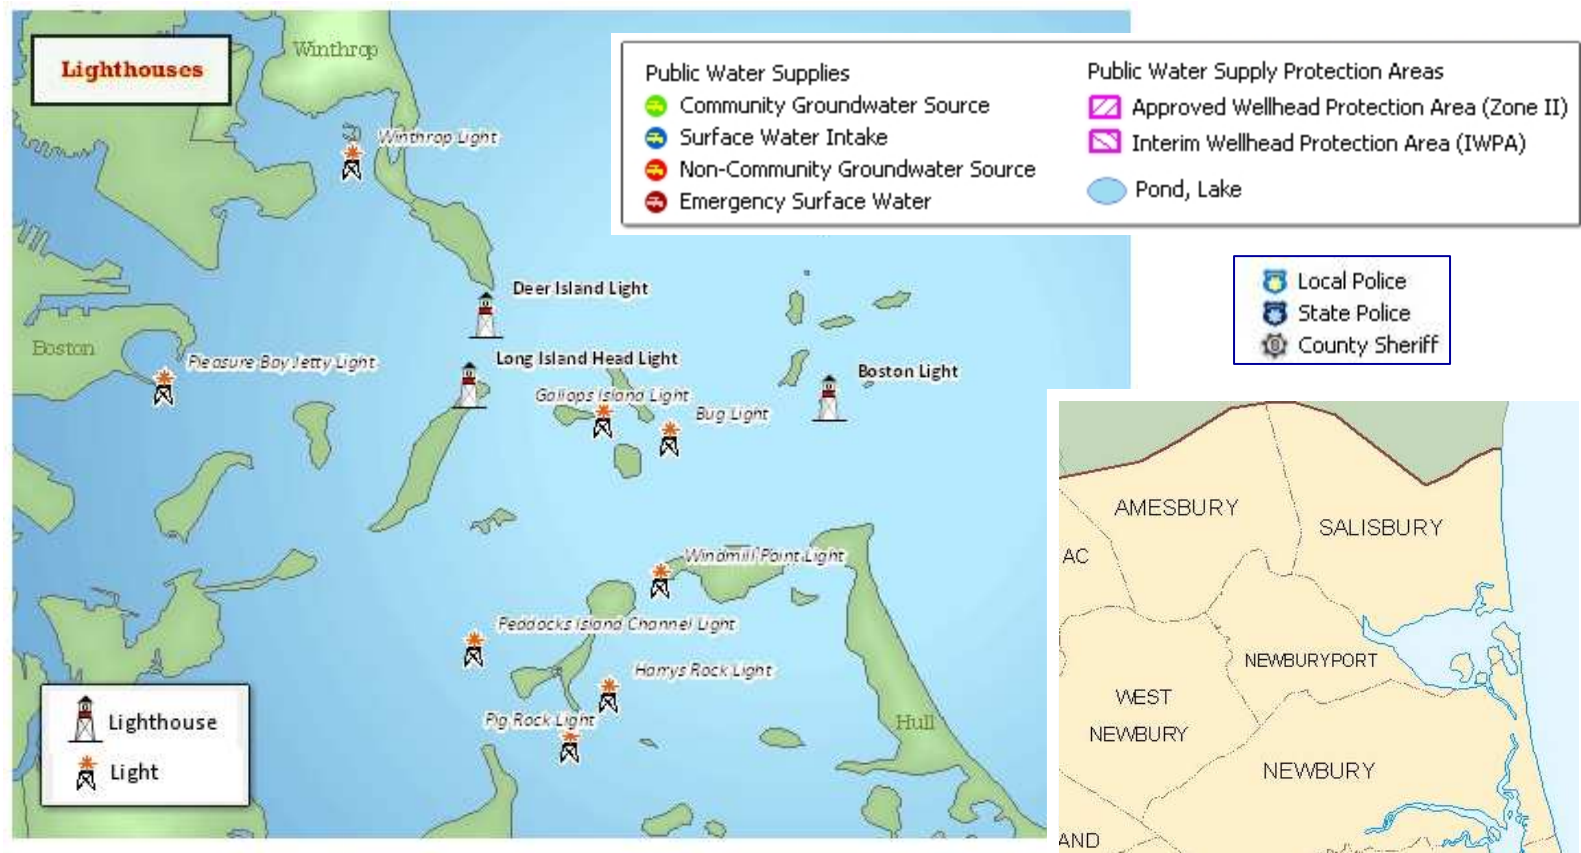 Lighthouses
Winthrop
Winthrop Light
Deer Island Light
Boston
Pleasure Bay Jetty Light
Long Island Head Light
Gallops Island Light
Bug Light
Boston Light
Windmill Point Light
Peddocks Island Channel Light
Harrys Rock Light
Pig Rock Light
Hull
Lighthouse
Light
Public Water Supplies
Community Groundwater Source
Surface Water Intake
Non-Community Groundwater Source
Emergency Surface Water
Public Water Supply Protection Areas
Approved Wellhead Protection Area (Zone II)
Interim Wellhead Protection Area (IWPA)
Pond, Lake
Local Police
State Police
County Sheriff
AMESBURY
SALISBURY
AC
NEWBURYPORT
WEST
NEWBURY
NEWBURY
AND